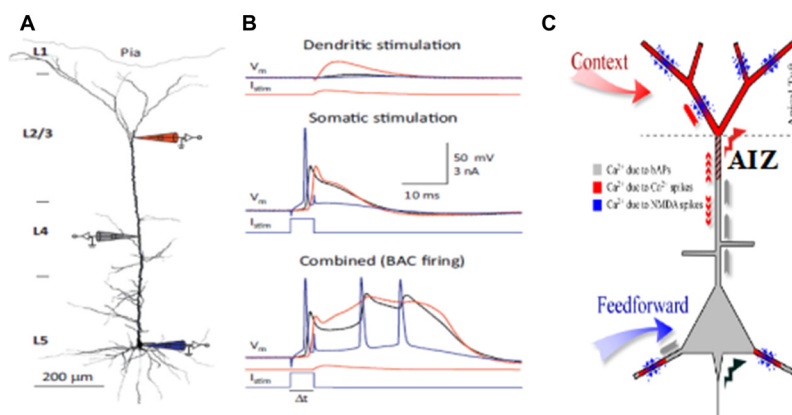 A
L1
Pia
L2/3
L4
L5
200 µm
B
Dendritic stimulation
Vm
Istim
Somatic stimulation
50 mV
3 nA
10 ms
Vm
Istim
Combined (BAC firing)
Vm
Istim
Δt
C
Context
AIZ
Ca2+ due to bAPs
Ca2+ due to Ca2+ spikes
Ca2+ due to NMDA spikes
Feedforward